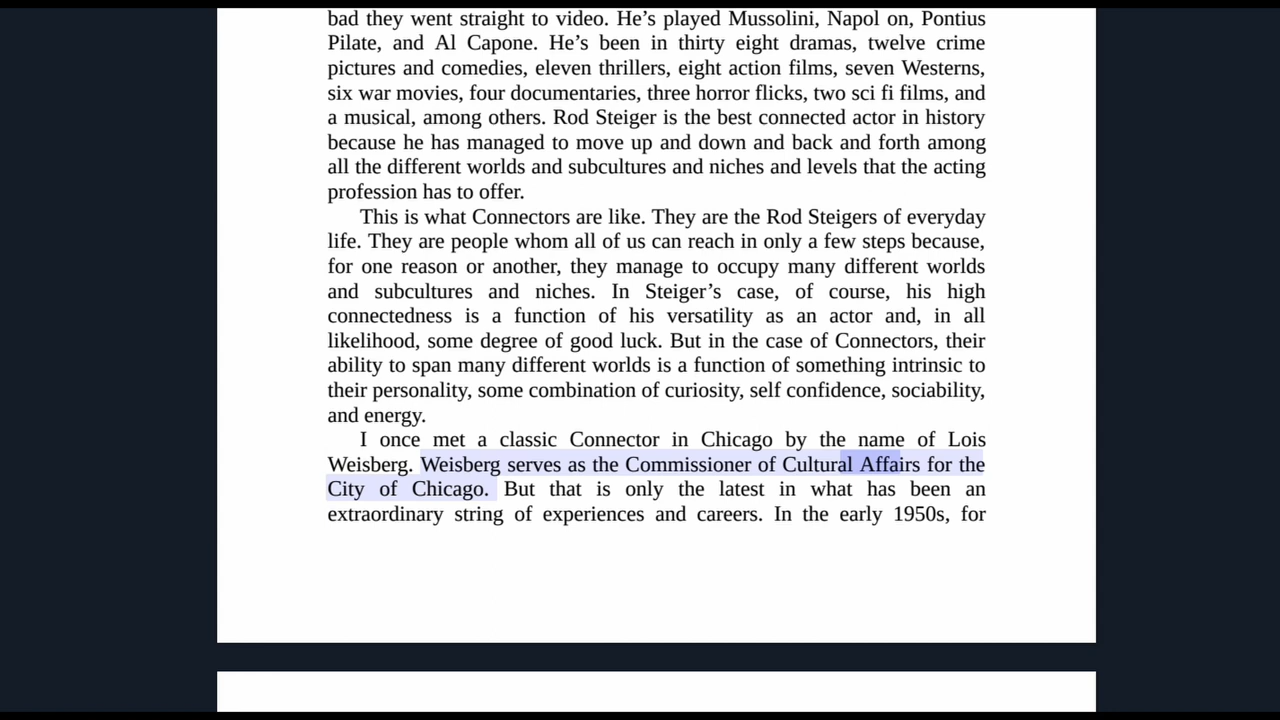 bad they went straight to video. He’s played Mussolini, Napol on, Pontius
Pilate, and Al Capone. He’s been in thirty eight dramas, twelve crime
pictures and comedies, eleven thrillers, eight action films, seven Westerns,
six war movies, four documentaries, three horror flicks, two sci fi films, and
a musical, among others. Rod Steiger is the best connected actor in history
because he has managed to move up and down and back and forth among
all the different worlds and subcultures and niches and levels that the acting
profession has to offer.
This is what Connectors are like. They are the Rod Steigers of everyday
life. They are people whom all of us can reach in only a few steps because,
for one reason or another, they manage to occupy many different worlds
and subcultures and niches. In Steiger’s case, of course, his high
connectedness is a function of his versatility as an actor and, in all
likelihood, some degree of good luck. But in the case of Connectors, their
ability to span many different worlds is a function of something intrinsic to
their personality, some combination of curiosity, self confidence, sociability,
and energy.
I once met a classic Connector in Chicago by the name of Lois
Weisberg. Weisberg serves as the Commissioner of Cultural Affairs for the
City of Chicago. But that is only the latest in what has been an
extraordinary string of experiences and careers. In the early 1950s, for